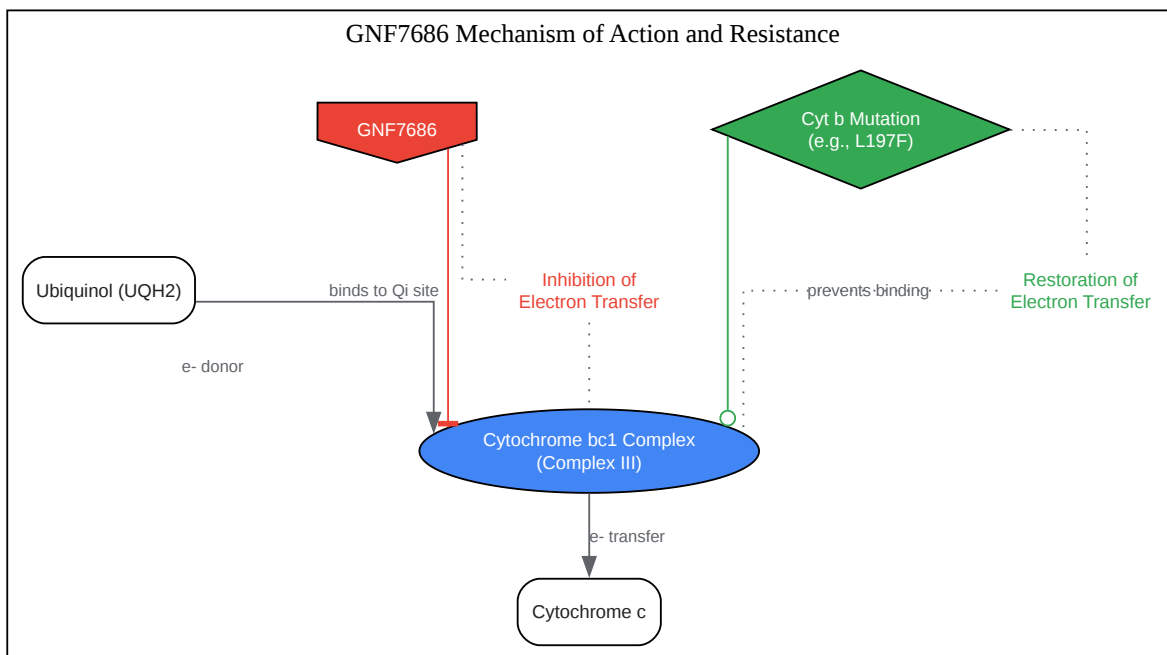 GNF7686 Mechanism of Action and Resistance
GNF7686
Cyt b Mutation
(e.g., L197F)
Ubiquinol (UQH2)
binds to Qi site
Inhibition of
Electron Transfer
prevents binding
Restoration of
Electron Transfer
e- donor
Cytochrome bc1 Complex
(Complex III)
e- transfer
Cytochrome c